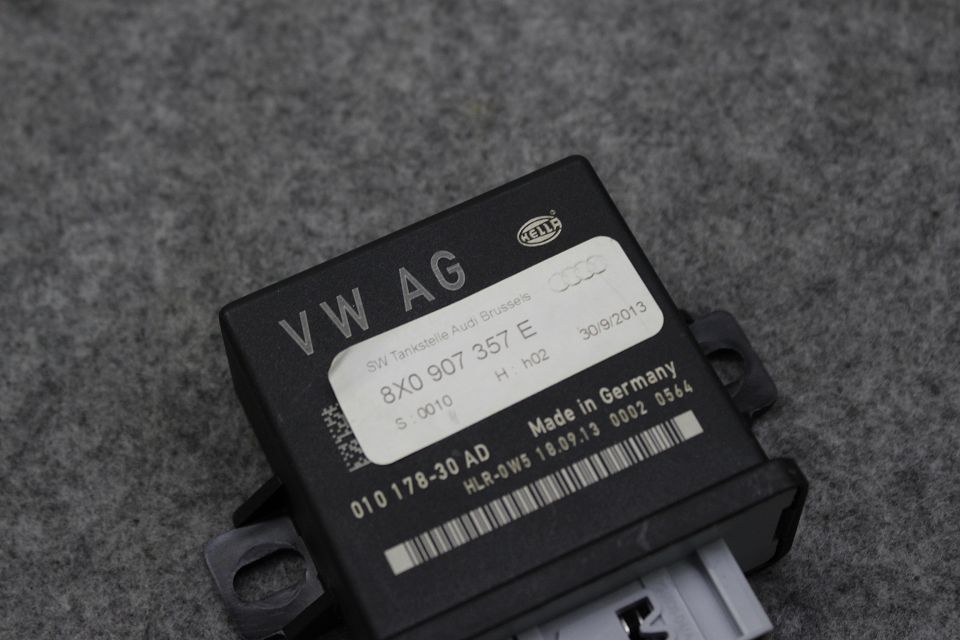 HELLA
VW AG
SW Tankstelle Audi Brussels
8X0 907 357 E
S : 0010 H : h02 30/9/2013
010 178-30 AD Made in Germany
HLR-0W5 18.09.13 0002 0564